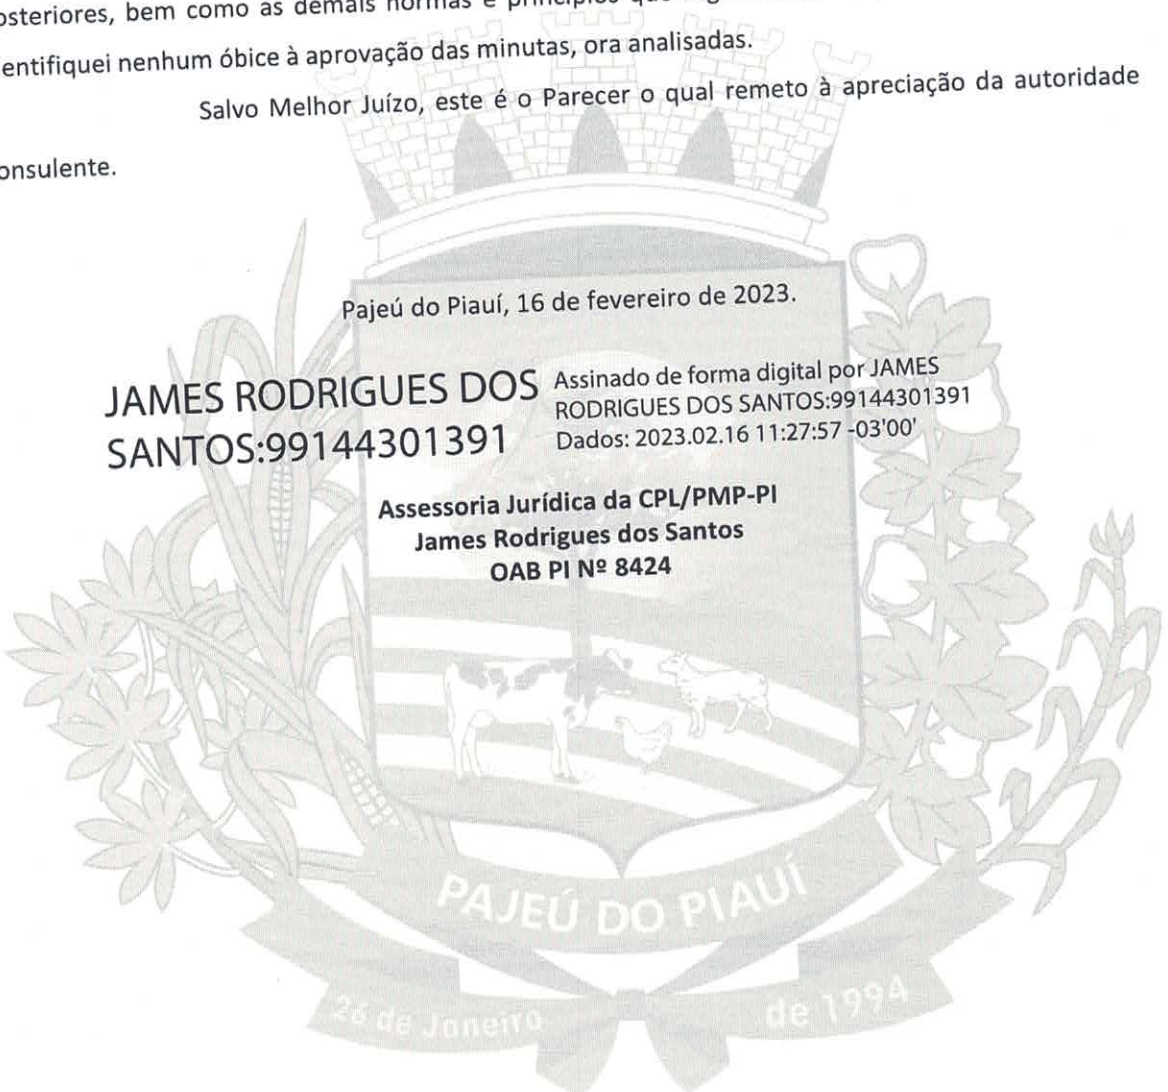 osteriores, bem como as demais normas e princípios que
entifiquei nenhum óbice à aprovação das minutas, ora analisadas.
Salvo Melhor Juízo, este é o Parecer o qual remeto à apreciação da autoridade
onsulente.
Pajeú do Piauí, 16 de fevereiro de 2023.
JAMES RODRIGUES DOS
SANTOS:99144301391
Assinado de forma digital por JAMES
RODRIGUES DOS SANTOS:99144301391
Dados: 2023.02.16 11:27:57 -03'00'
Assessoria Jurídica da CPL/PMP-PI
James Rodrigues dos Santos
OAB PI Nº 8424
PAJEÚ DO PIAUÍ
26 de Janeiro de 1994